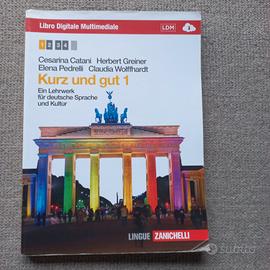 Libro Digitale Multimediale
LDM
1 2 3 4
Cesarina Catani Herbert Greiner
Elena Pedrelli Claudia Wolffhardt
Kurz und gut 1
Ein Lehrwerk
für deutsche Sprache
und Kultur
LINGUE ZANICHELLI
subito